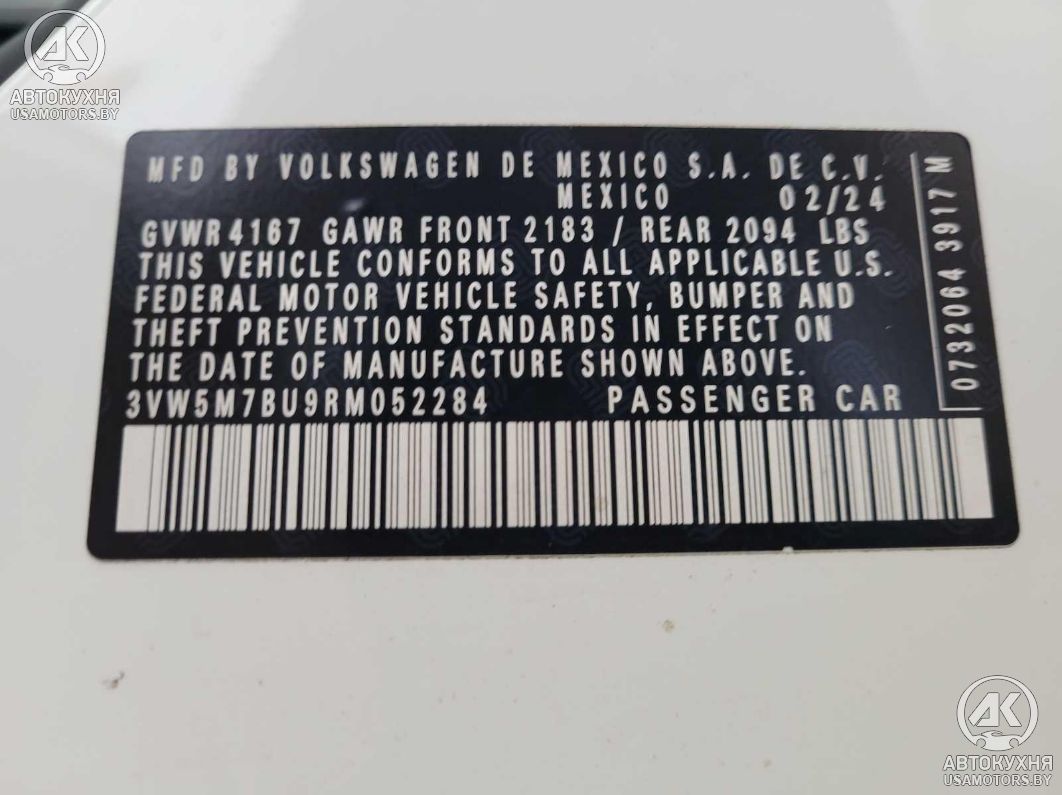 AK
АВТОКУХНЯ
USAMOTORS.BY
MFD BY VOLKSWAGEN DE MEXICO S.A. DE C.V.
MEXICO 02/24
GVWR 4167 GAWR FRONT 2183 / REAR 2094 LBS
THIS VEHICLE CONFORMS TO ALL APPLICABLE U.S.
FEDERAL MOTOR VEHICLE SAFETY, BUMPER AND
THEFT PREVENTION STANDARDS IN EFFECT ON
THE DATE OF MANUFACTURE SHOWN ABOVE.
3VW5M7BU9RM052284 PASSENGER CAR
0732064 3917 M
AK
АВТОКУХНЯ
USAMOTORS.BY